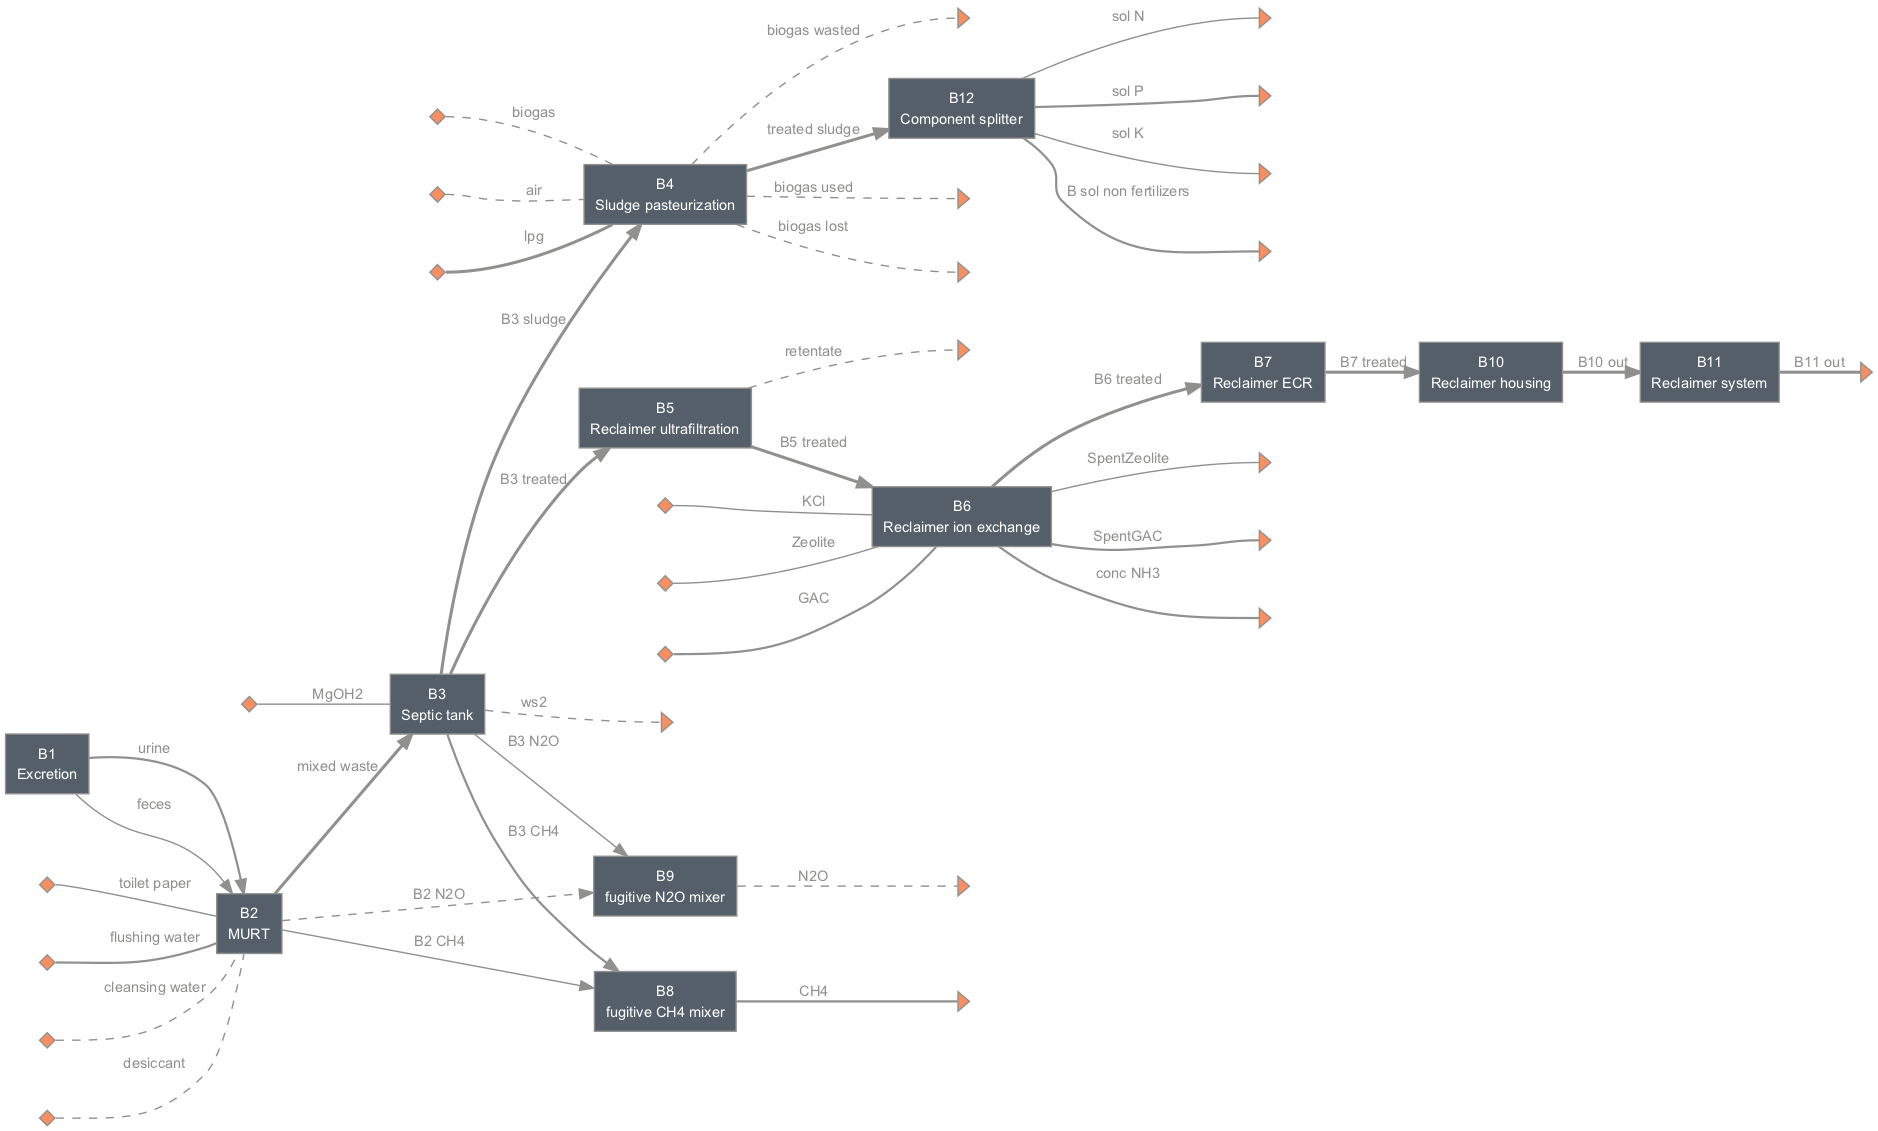 biogas wasted
sol N
B12
Component splitter
sol P
biogas
treated sludge
sol K
B4
Sludge pasteurization
air
biogas used
B sol non fertilizers
lpg
biogas lost
B3 sludge
retentate
B7
Reclaimer ECR
B7 treated
B10
Reclaimer housing
B10 out
B11
Reclaimer system
B11 out
B6 treated
B5
Reclaimer ultrafiltration
B5 treated
B3 treated
SpentZeolite
KCl
B6
Reclaimer ion exchange
Zeolite
SpentGAC
GAC
conc NH3
MgOH2
B3
Septic tank
ws2
B3 N2O
B1
Excretion
urine
mixed waste
feces
B3 CH4
toilet paper
B2 N2O
B9
fugitive N2O mixer
N2O
B2
MURT
flushing water
B2 CH4
cleansing water
B8
fugitive CH4 mixer
CH4
desiccant